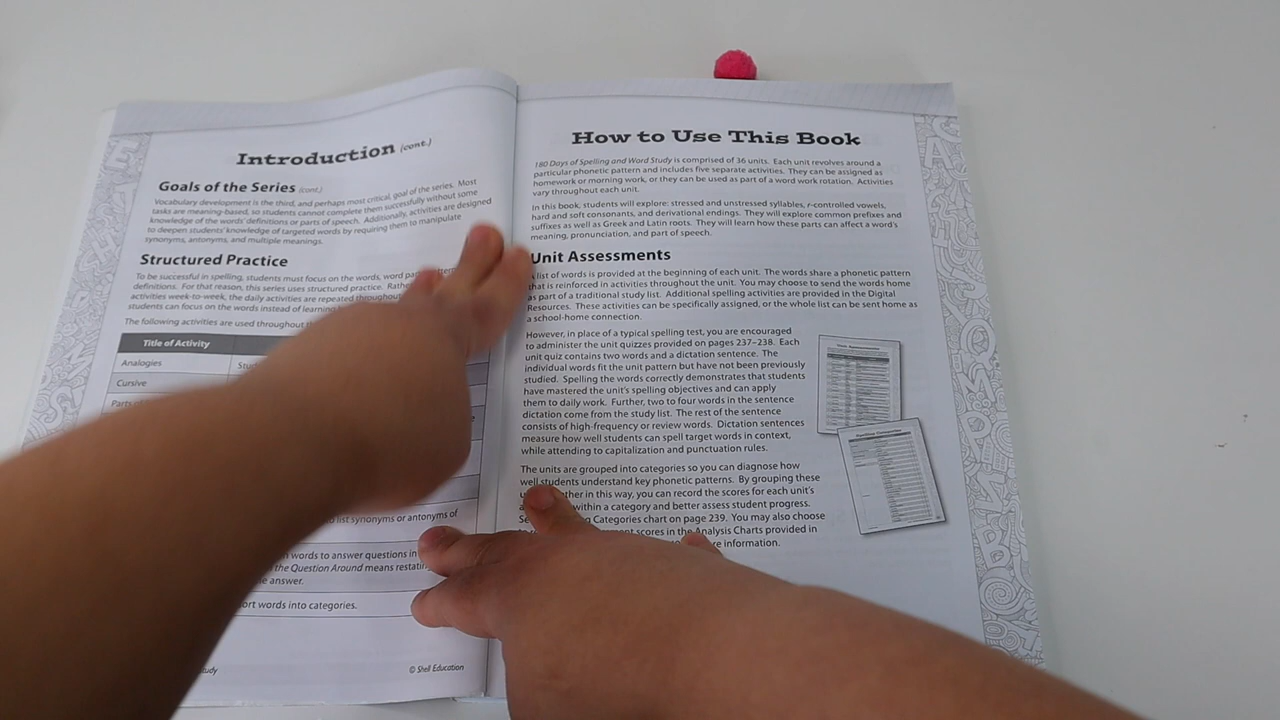 Introduction (cont.)
Goals of the Series (cont.)
Vocabulary development is the third, and perhaps most critical, goal of the series. Most
tasks are meaning-based, so students cannot complete them successfully without some
knowledge of the words' definitions or parts of speech. Additionally, activities are designed
to deepen students' knowledge of targeted words by requiring them to manipulate
synonyms, antonyms, and multiple meanings.
Structured Practice
To be successful in spelling, students must focus on the words, word
definitions. For that reason, this series uses structured practice.
activities week-to-week, the daily activities are repeated throughout
students can focus on the words instead of learning
The following activities are used throughout
Title of Activity
Analogies
Cursive
Parts
to list synonyms or antonyms of
words to answer questions in
the Question Around means
answer.
words into categories.
© Shell Education
How to Use This Book
180 Days of Spelling and Word Study is comprised of 36 units. Each unit revolves around a
particular phonetic pattern and includes five separate activities. They can be assigned as
homework or morning work, or they can be used as part of a word work rotation. Activities
vary throughout each unit.
In this book, students will explore: stressed and unstressed syllables, r-controlled vowels,
hard and soft consonants, and derivational endings. They will explore common prefixes and
suffixes as well as Greek and Latin roots. They will learn how these parts can affect a word's
meaning, pronunciation, and part of speech.
Unit Assessments
list of words is provided at the beginning of each unit. The words share a phonetic pattern
that is reinforced in activities throughout the unit. You may choose to send the words home
as part of a traditional study list. Additional spelling activities are provided in the Digital
Resources. These activities can be specifically assigned, or the whole list can be sent home as
a school-home connection.
However, in place of a typical spelling test, you are encouraged
to administer the unit quizzes provided on pages 237–238. Each
unit quiz contains two words and a dictation sentence. The
individual words fit the unit pattern but have not been previously
studied. Spelling the words correctly demonstrates that students
have mastered the unit's spelling objectives and can apply
them to daily work. Further, two to four words in the sentence
dictation come from the study list. The rest of the sentence
consists of high-frequency or review words. Dictation sentences
measure how well students can spell target words in context,
while attending to capitalization and punctuation rules.
The units are grouped into categories so you can diagnose how
well students understand key phonetic patterns. By grouping these
in this way, you can record the scores for each unit's
within a category and better assess student progress.
Categories chart on page 239. You may also choose
scores in the Analysis Charts provided in
information.